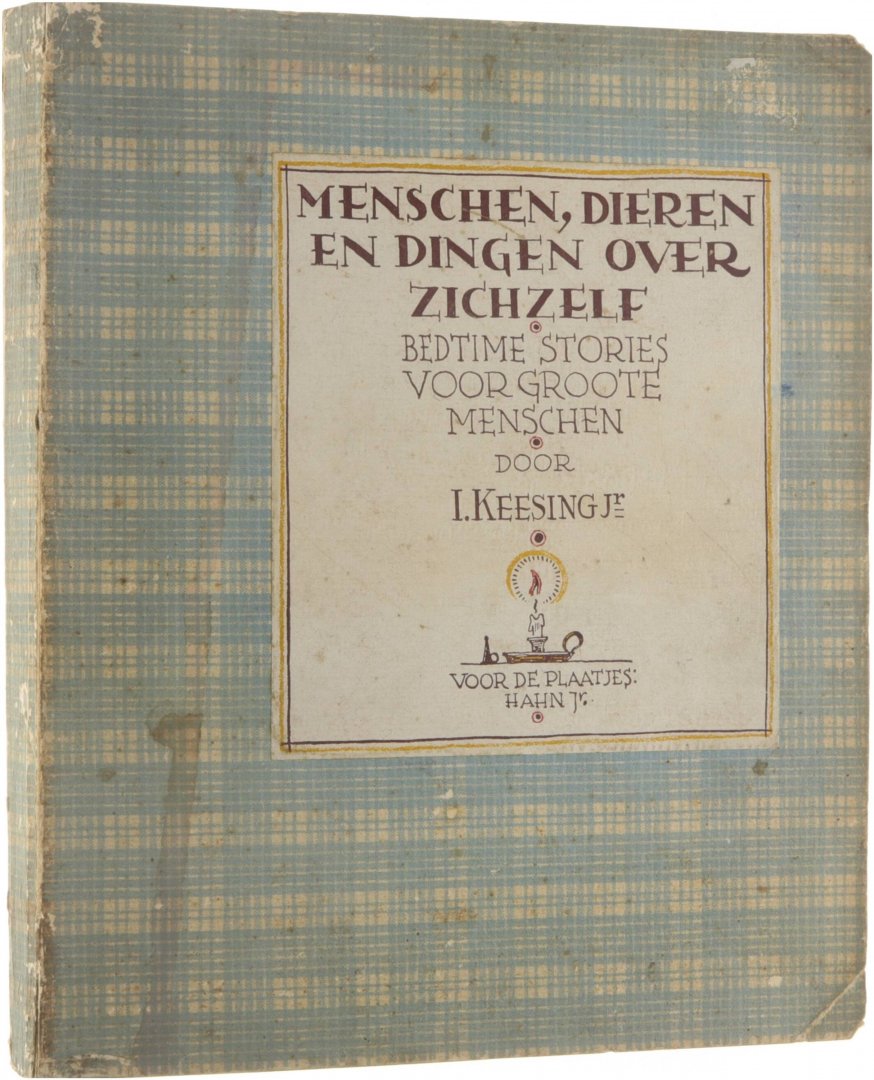 MENSCHEN, DIEREN
EN DINGEN OVER
ZICHZELF
BEDTIME STORIES
VOOR GROOTE
MENSCHEN
DOOR
I. KEESING Jr
VOOR DE PLAATJES:
HAHN Jr.